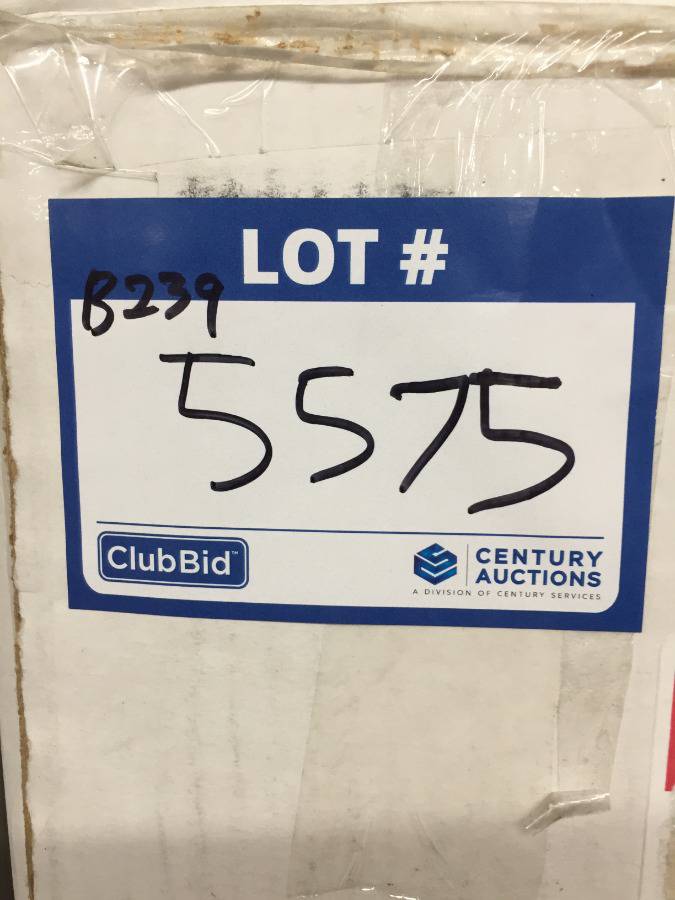 LOT #
B239
5575
ClubBid™
CENTURY
AUCTIONS
A DIVISION OF CENTURY SERVICES